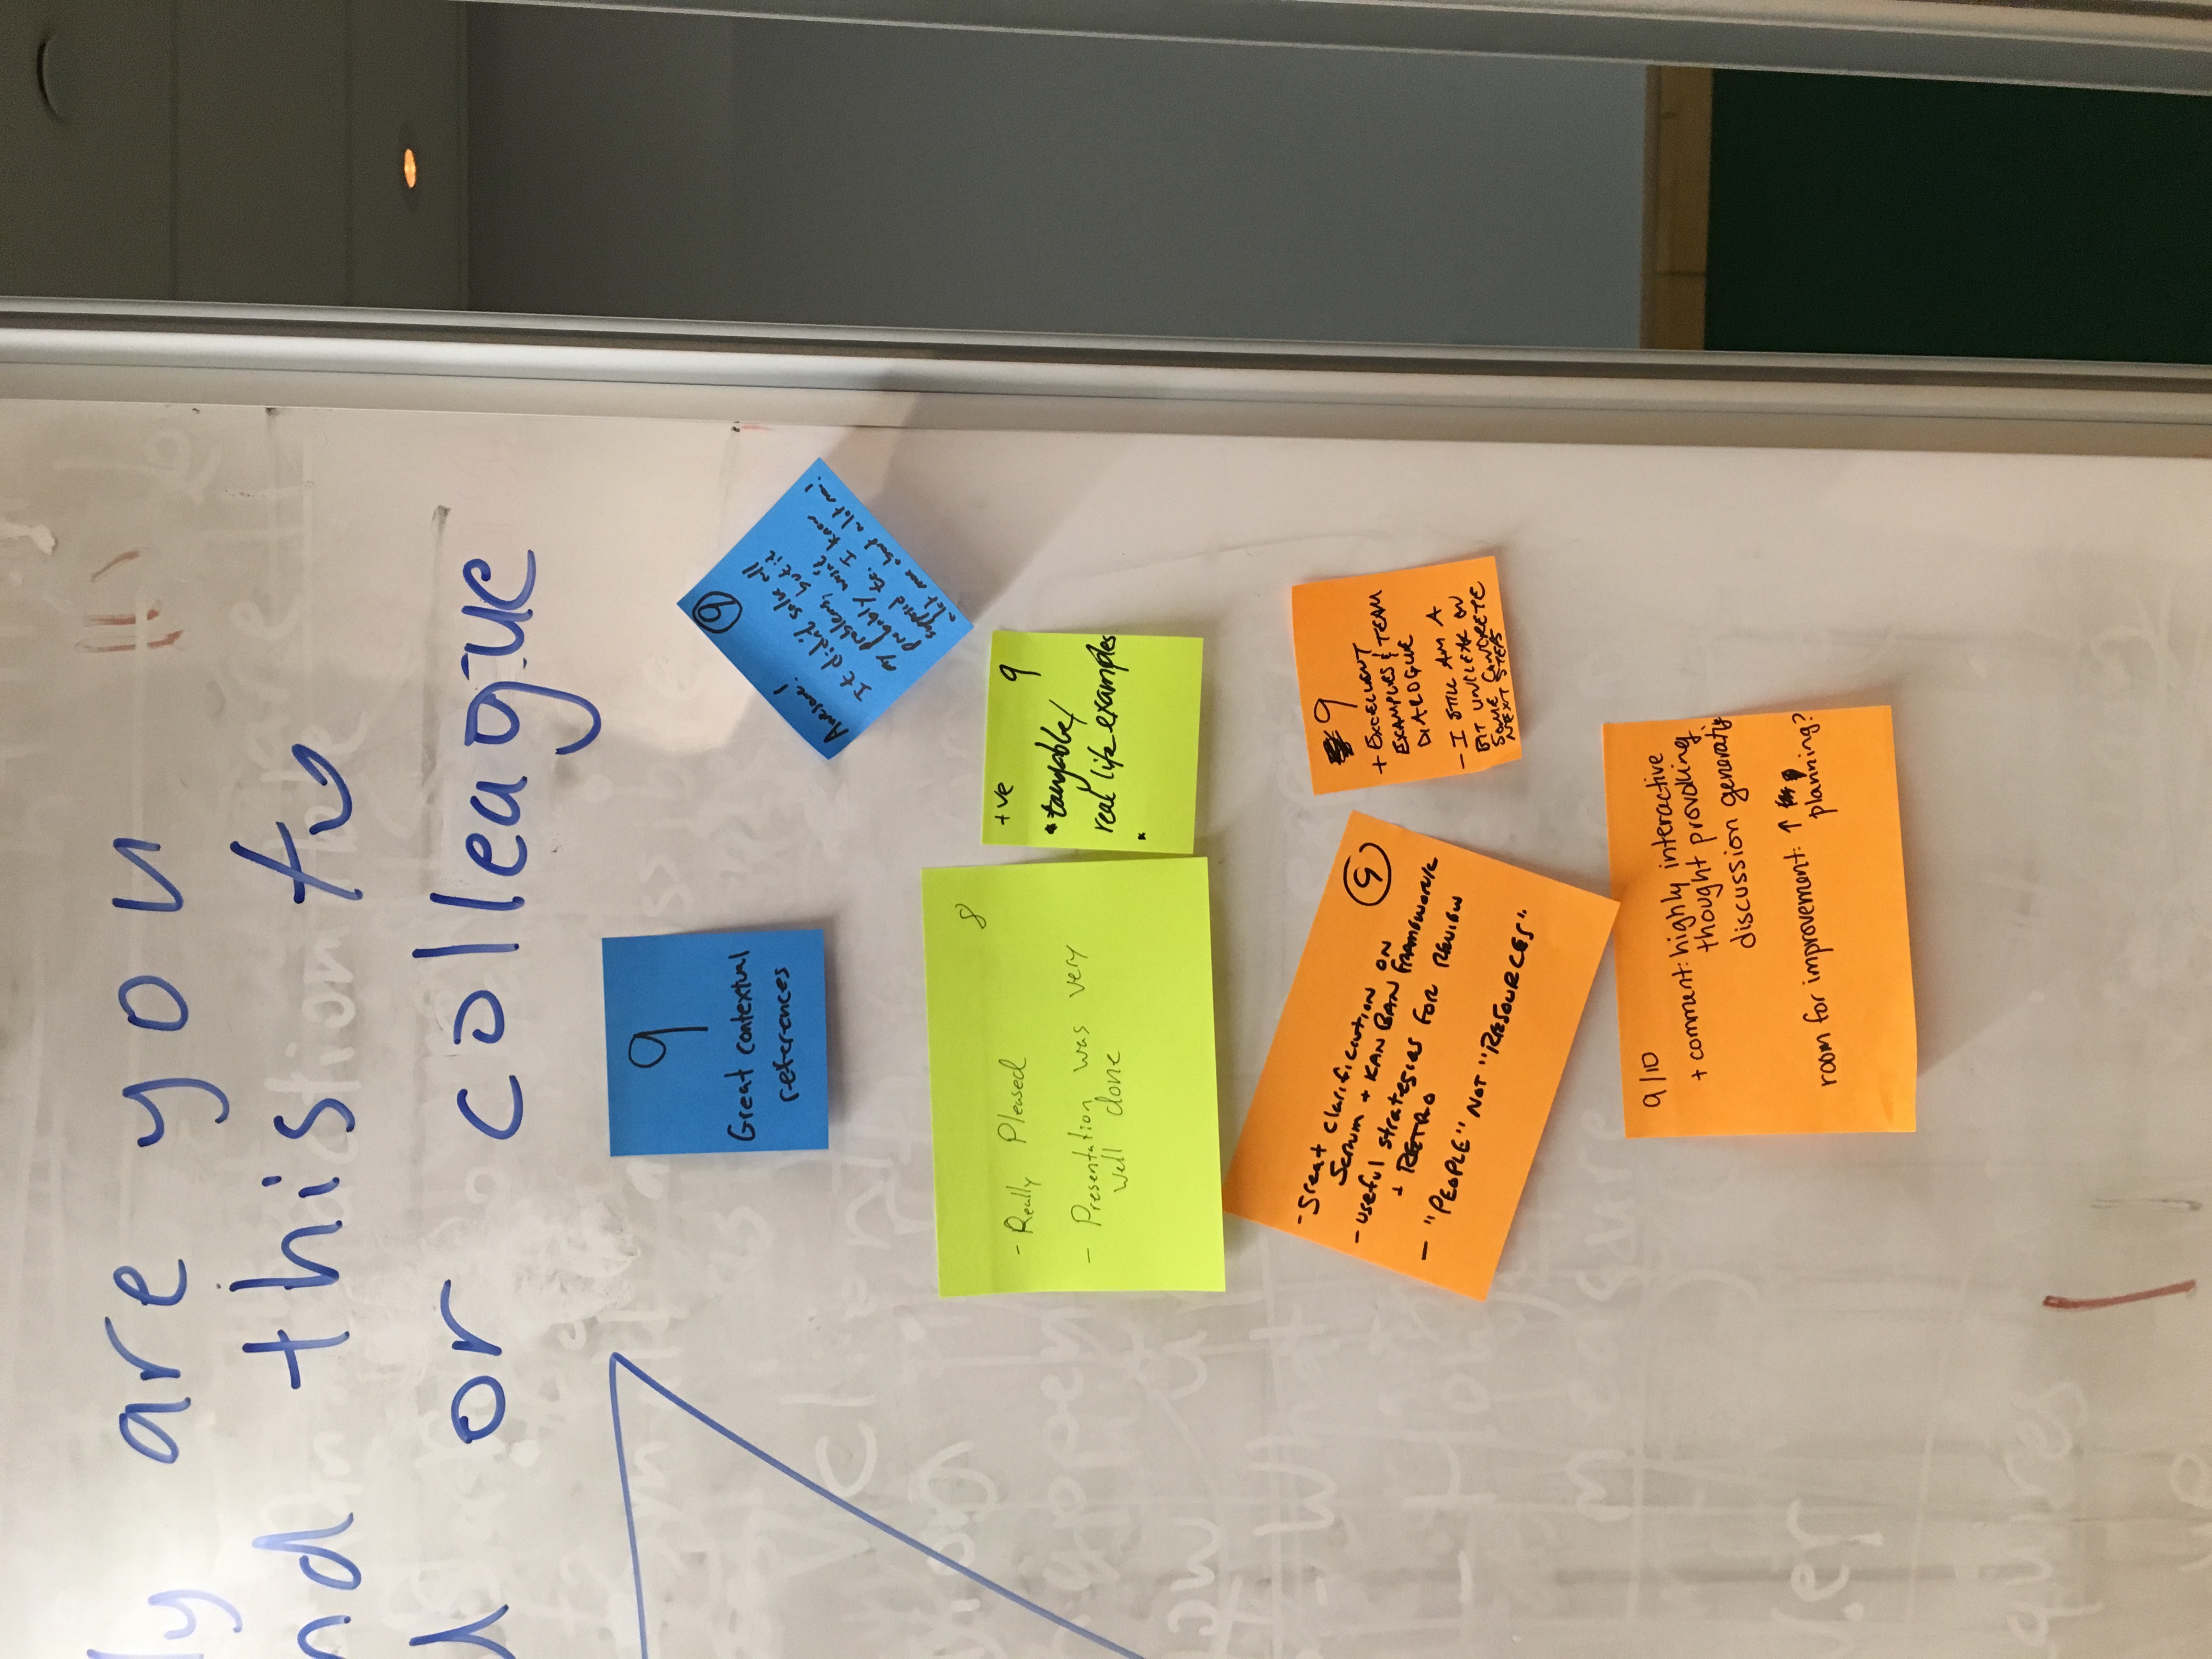 ly are you
nd this to
d or colleague
9
Great contextual
references
9
Awesome!
It didn't solve all
my problems, but it
probably wasn't
supposed to. I know
a lot more about a lot now!
8
- Really Pleased
- Presentation was very
well done
+ve 9
• tangable/
real life examples
•
9
- Great clarification on
Scrum + KANBAN FRAMEWORK
- useful strategies for Review
+ RETRO
- "PEOPLE" NOT "RESOURCES"
9
+ EXCELLENT
EXAMPLES & TEAM
DIALOGUE
- I STILL AM A
BIT UNCLEAR ON
SOME CONCRETE
NEXT STEPS
9/10
+ comment: highly interactive
thought provoking
discussion generating
room for improvement: ↑
planning?